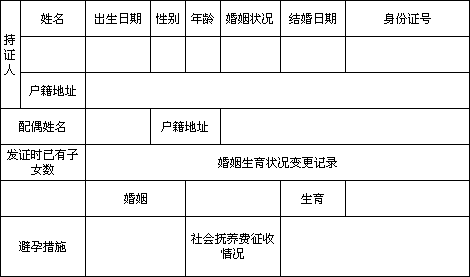 持证人
姓名 出生日期 性别 年龄 婚姻状况 结婚日期 身份证号
户籍地址
配偶姓名 户籍地址
发证时已有子女数 婚姻生育状况变更记录
婚姻 生育
避孕措施 社会抚养费征收情况